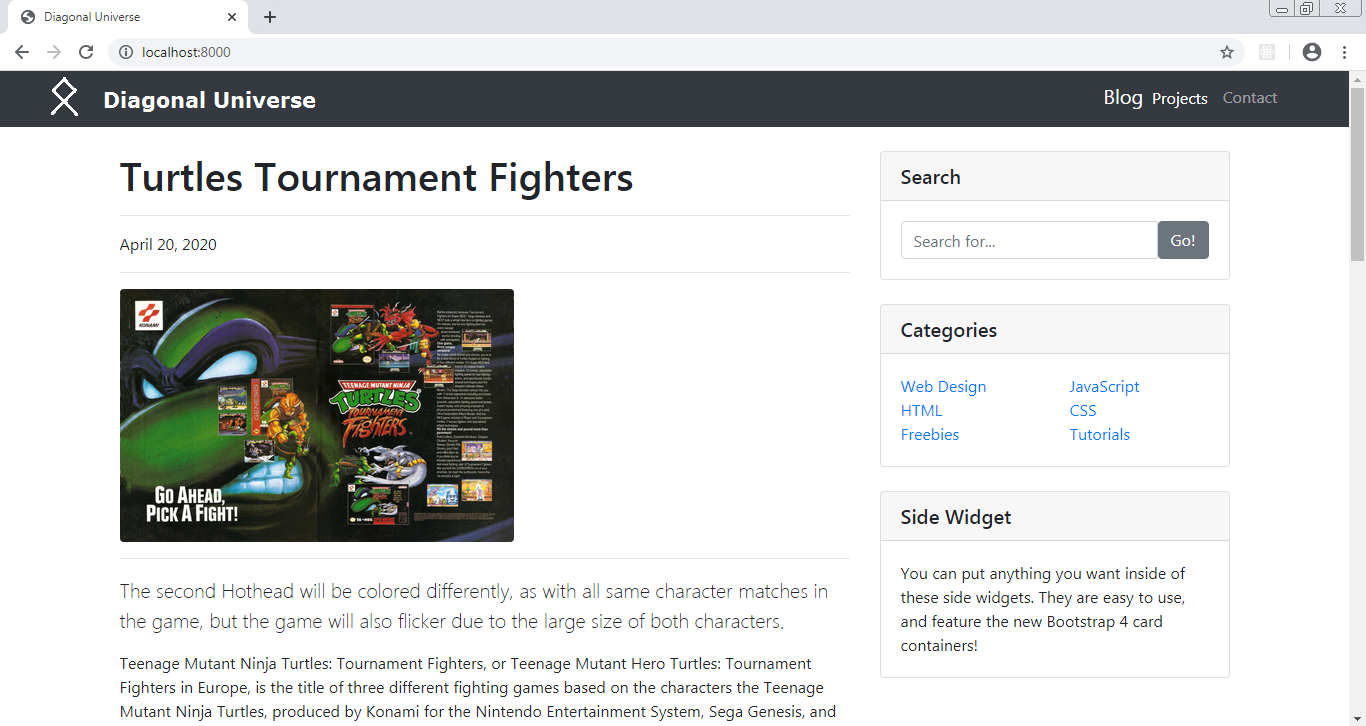 Diagonal Universe
localhost:8000
Diagonal Universe
Blog Projects Contact
Turtles Tournament Fighters
April 20, 2020
KONAMI
GENESIS
TEENAGE MUTANT NINJA
TURTLES
TOURNAMENT
FIGHTERS
GO AHEAD,
PICK A FIGHT!
The second Hothead will be colored differently, as with all same character matches in
the game, but the game will also flicker due to the large size of both characters.
Teenage Mutant Ninja Turtles: Tournament Fighters, or Teenage Mutant Hero Turtles: Tournament
Fighters in Europe, is the title of three different fighting games based on the characters the Teenage
Mutant Ninja Turtles, produced by Konami for the Nintendo Entertainment System, Sega Genesis, and
Search
Search for...
Go!
Categories
Web Design
HTML
Freebies
JavaScript
CSS
Tutorials
Side Widget
You can put anything you want inside of
these side widgets. They are easy to use,
and feature the new Bootstrap 4 card
containers!